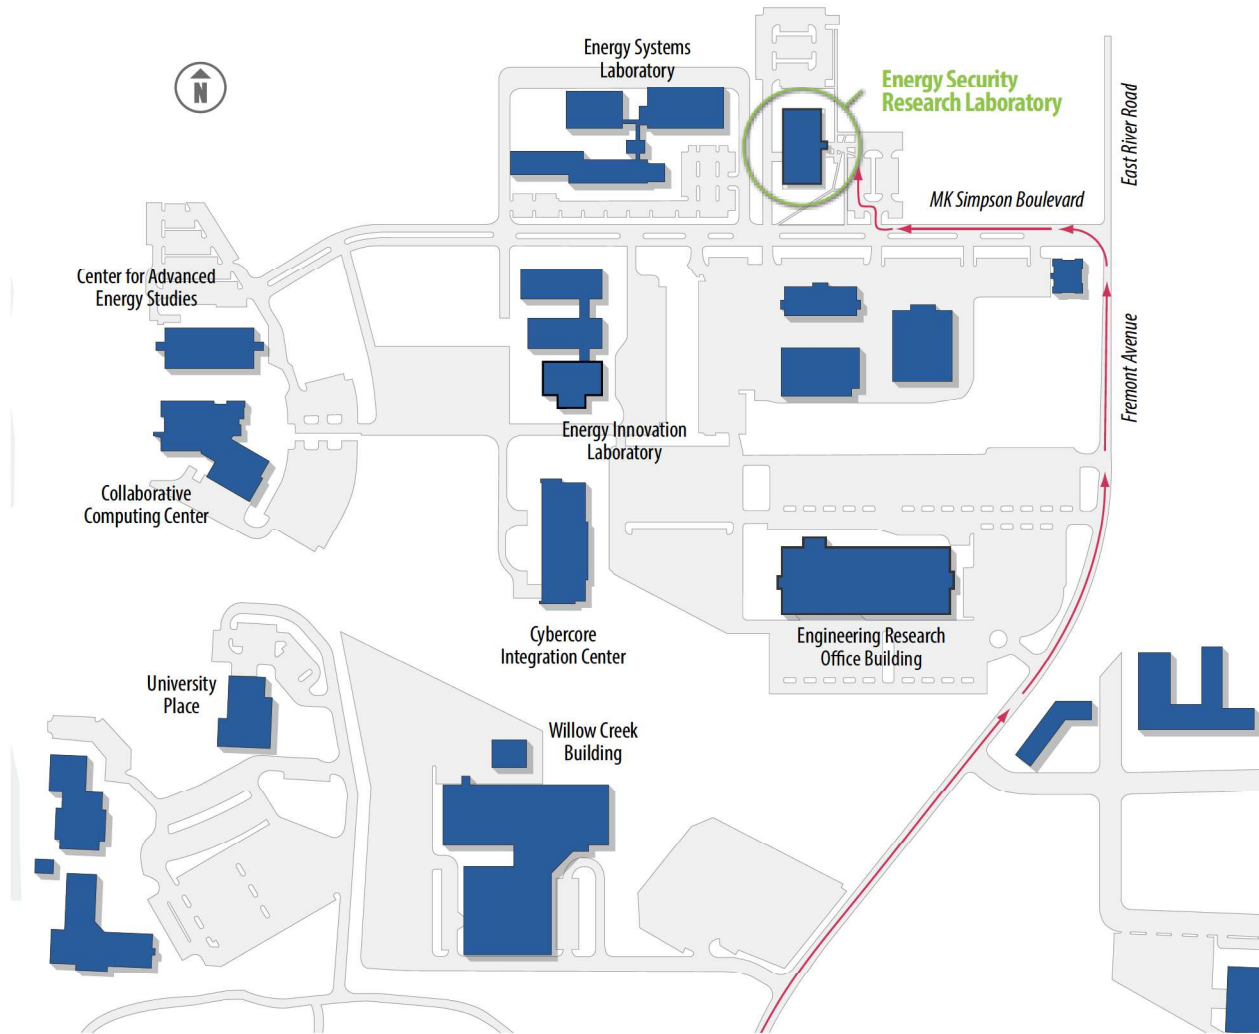 Energy Systems
Laboratory
Energy Security
Research Laboratory
East River Road
N
MK Simpson Boulevard
Center for Advanced
Energy Studies
Fremont Avenue
Energy Innovation
Laboratory
Collaborative
Computing Center
Cybercore
Integration Center
Engineering Research
Office Building
University
Place
Willow Creek
Building